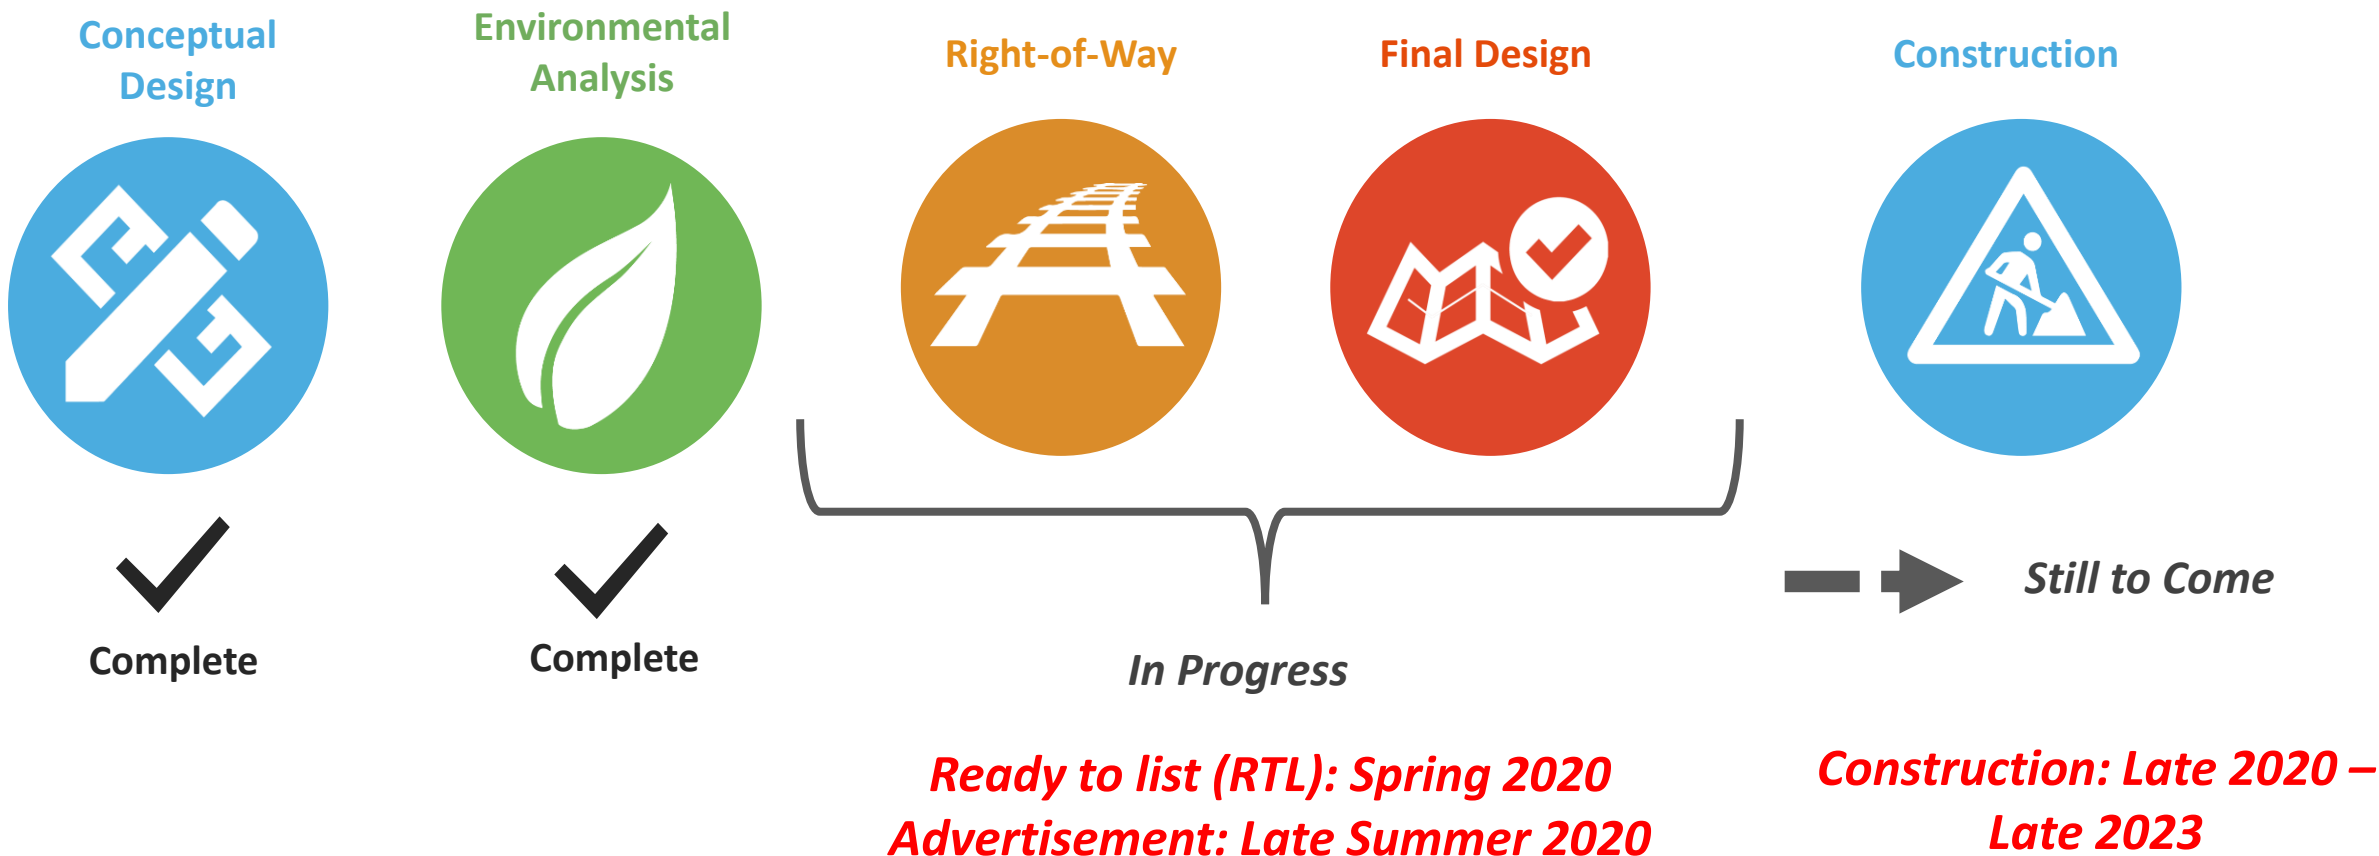 Conceptual
Design
Environmental
Analysis
Right-of-Way
Final Design
Construction
Complete
Complete
In Progress
Still to Come
Ready to list (RTL): Spring 2020
Advertisement: Late Summer 2020
Construction: Late 2020 –
Late 2023